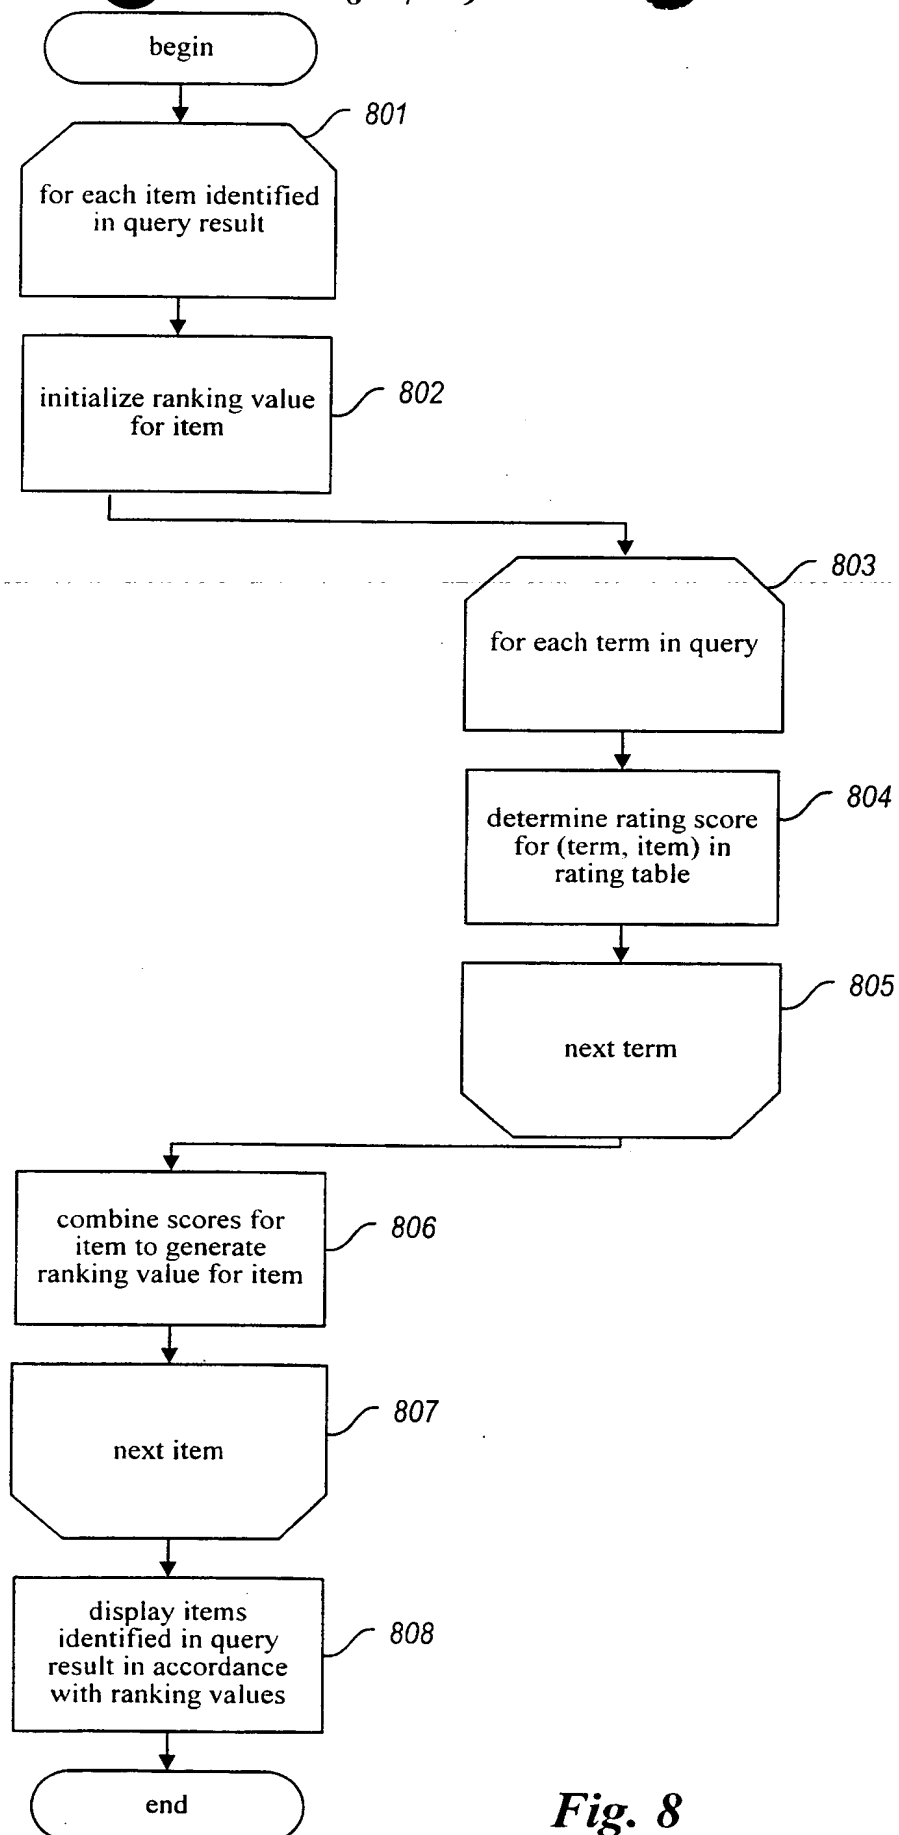 begin
801
for each item identified
in query result
initialize ranking value
for item
802
803
for each term in query
determine rating score
for (term, item) in
rating table
804
next term
805
combine scores for
item to generate
ranking value for item
806
next item
807
display items
identified in query
result in accordance
with ranking values
808
end
Fig. 8